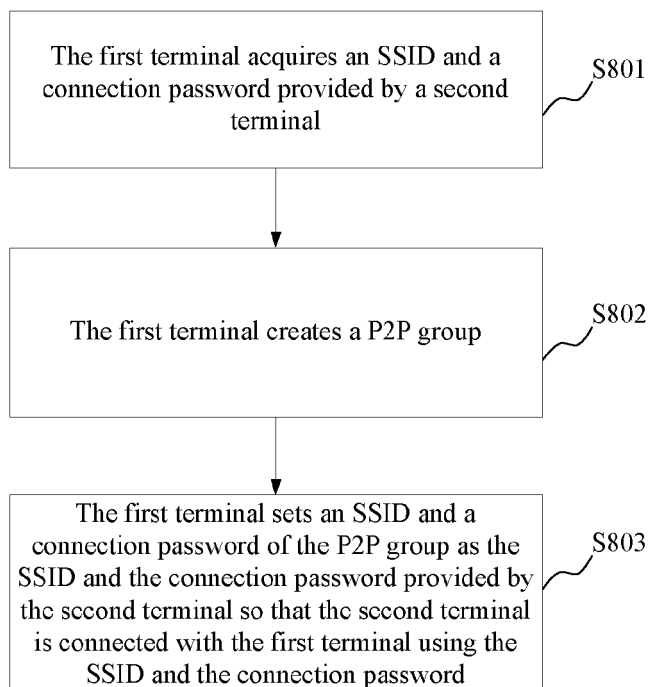 The first terminal acquires an SSID and a
connection password provided by a second
terminal
S801
The first terminal creates a P2P group
S802
The first terminal sets an SSID and a
connection password of the P2P group as the
SSID and the connection password provided by
the second terminal so that the second terminal
is connected with the first terminal using the
SSID and the connection password
S803